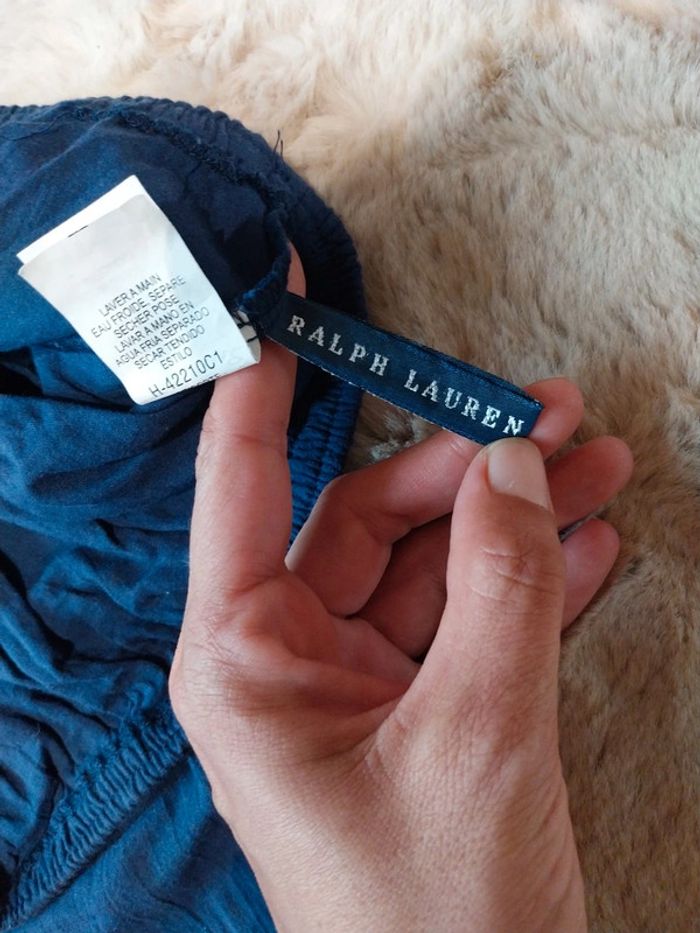 LAVER A MAIN
EAU FROIDE. SEPARE
SECHER POSE
LAVAR A MANO EN
AGUA FRIA SEPARADO
SECAR TENDIDO
ESTILO
H-42210C1
RALPH LAUREN